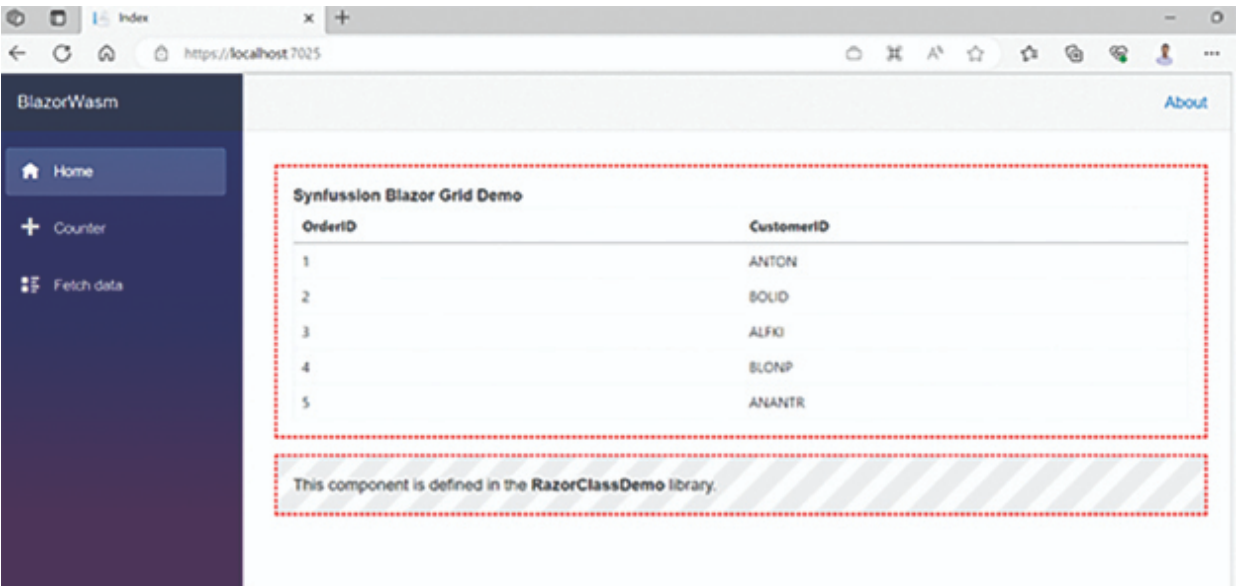 Index
https://localhost:7025
BlazorWasm
About
Home
Counter
Fetch data
Synfussion Blazor Grid Demo
OrderID CustomerID
1 ANTON
2 BOLID
3 ALFKI
4 BLONP
5 ANANTR
This component is defined in the RazorClassDemo library.